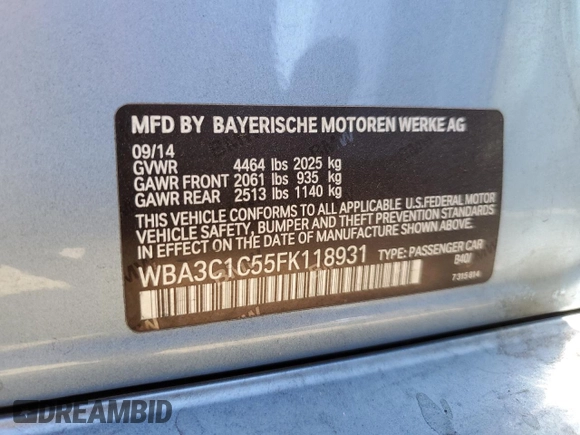 MFD BY BAYERISCHE MOTOREN WERKE AG
09/14
GVWR 4464 lbs 2025 kg
GAWR FRONT 2061 lbs 935 kg
GAWR REAR 2513 lbs 1140 kg
THIS VEHICLE CONFORMS TO ALL APPLICABLE U.S.FEDERAL MOTOR
VEHICLE SAFETY, BUMPER AND THEFT PREVENTION STANDARDS
IN EFFECT ON THE DATE OF MANUFACTURE SHOWN ABOVE.
WBA3C1C55FK118931 TYPE: PASSENGER CAR
7315814
DREAMBID